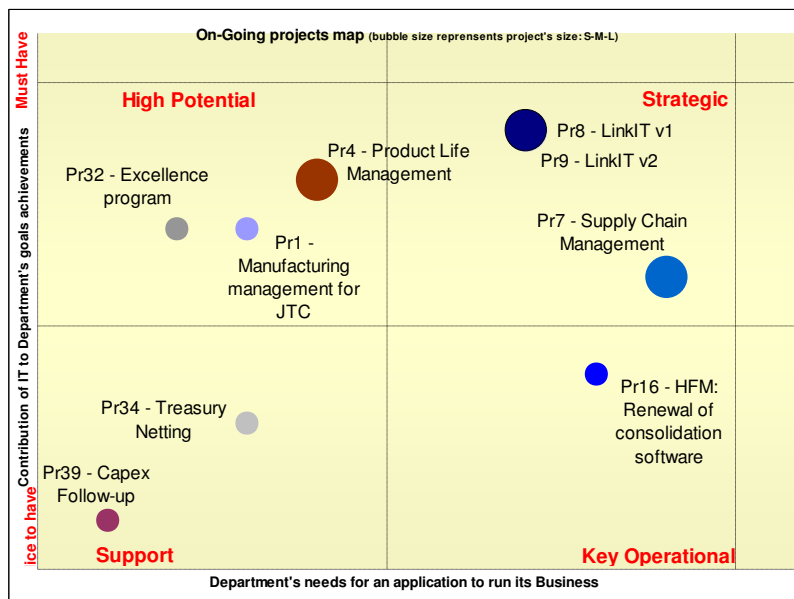 On-Going projects map (bubble size reprensents project's size: S-M-L)
Must Have
High Potential
Strategic
Pr8 - LinkIT v1
Pr9 - LinkIT v2
Pr4 - Product Life
Management
Pr32 - Excellence
program
Pr7 - Supply Chain
Management
Pr1 -
Manufacturing
management for
JTC
Contribution of IT to Department's goals achievements
Pr16 - HFM:
Renewal of
consolidation
software
Pr34 - Treasury
Netting
Pr39 - Capex
Follow-up
ice to have
Support
Key Operational
Department's needs for an application to run its Business